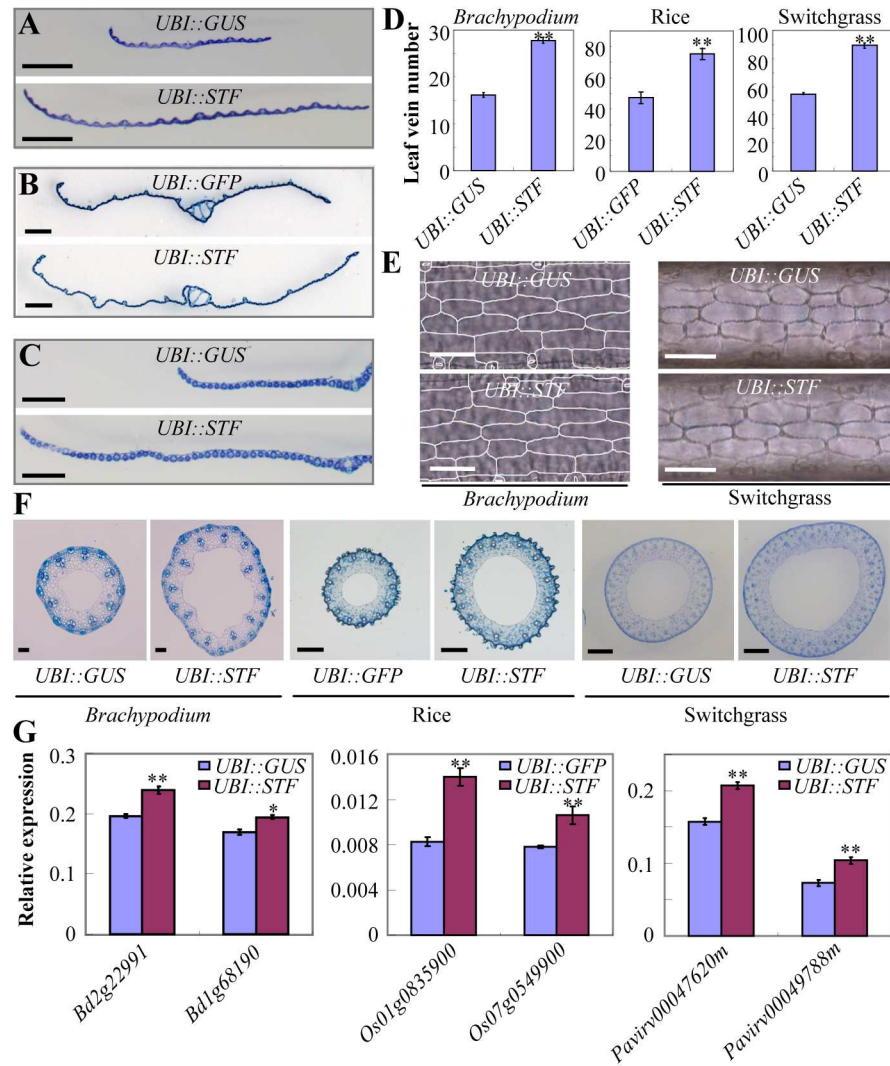 A
UBI::GUS
UBI::STF
B
UBI::GFP
UBI::STF
C
UBI::GUS
UBI::STF
D
Brachypodium
Rice
Switchgrass
Leaf vein number
30
20
10
0
**
UBI::GUS
UBI::STF
80
60
40
20
0
**
UBI::GFP
UBI::STF
100
80
60
40
20
0
**
UBI::GUS
UBI::STF
E
UBI::GUS
UBI::STF
Brachypodium
UBI::GUS
UBI::STF
Switchgrass
F
UBI::GUS
UBI::STF
UBI::GFP
UBI::STF
UBI::GUS
UBI::STF
Brachypodium
Rice
Switchgrass
G
Relative expression
0.3
0.2
0.1
0
UBI::GUS
UBI::STF
**
*
Bd2g22991
Bd1g68190
0.016
0.012
0.008
0.004
0
UBI::GFP
UBI::STF
**
**
Os01g0835900
Os07g0549900
0.2
0.1
0
UBI::GUS
UBI::STF
**
**
Pavirv00047620m
Pavirv00049788m